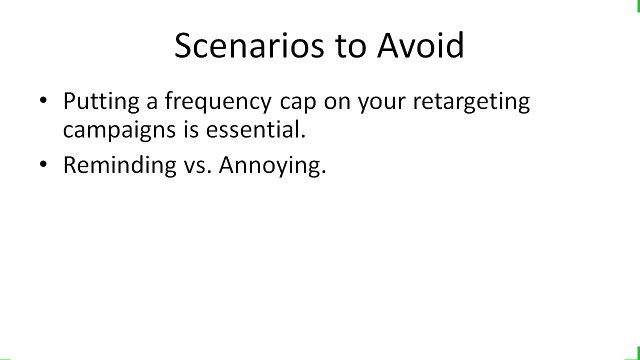 Scenarios to Avoid
• Putting a frequency cap on your retargeting
campaigns is essential.
• Reminding vs. Annoying.